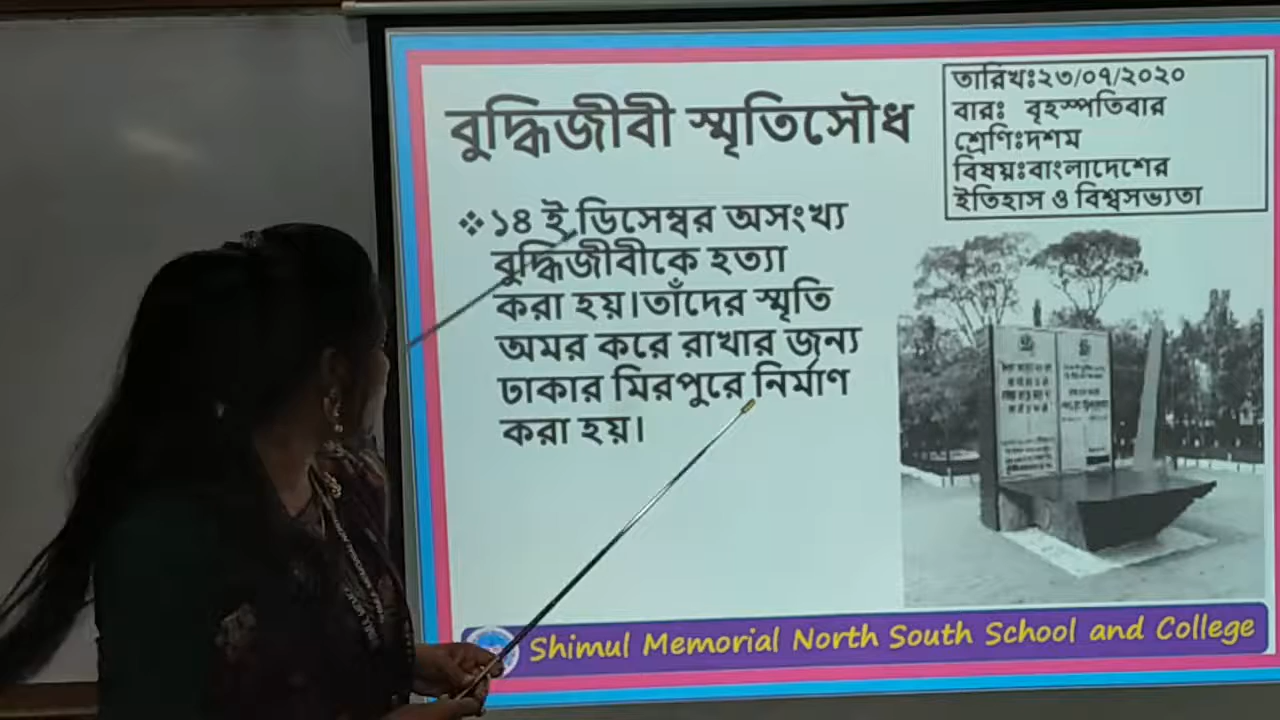 বুদ্ধিজীবী স্মৃতিসৌধ
তারিখঃ২৩/০৭/২০২০
বারঃ বৃহস্পতিবার
শ্রেণিঃদশম
বিষয়ঃবাংলাদেশের
ইতিহাস ও বিশ্বসভ্যতা
❖১৪ ই ডিসেম্বর অসংখ্য
বুদ্ধিজীবীকে হত্যা
করা হয়।তাঁদের স্মৃতি
অমর করে রাখার জন্য
ঢাকার মিরপুরে নির্মাণ
করা হয়।
Shimul Memorial North South School and College